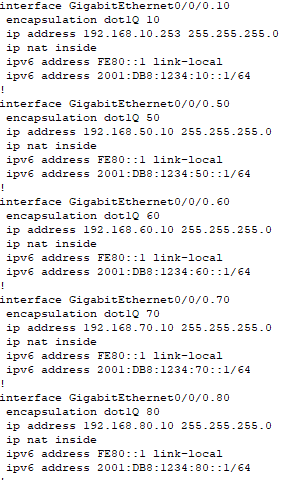 interface GigabitEthernet0/0/0.10
encapsulation dot1Q 10
ip address 192.168.10.253 255.255.255.0
ip nat inside
ipv6 address FE80::1 link-local
ipv6 address 2001:DB8:1234:10::1/64
!
interface GigabitEthernet0/0/0.50
encapsulation dot1Q 50
ip address 192.168.50.10 255.255.255.0
ip nat inside
ipv6 address FE80::1 link-local
ipv6 address 2001:DB8:1234:50::1/64
!
interface GigabitEthernet0/0/0.60
encapsulation dot1Q 60
ip address 192.168.60.10 255.255.255.0
ip nat inside
ipv6 address FE80::1 link-local
ipv6 address 2001:DB8:1234:60::1/64
!
interface GigabitEthernet0/0/0.70
encapsulation dot1Q 70
ip address 192.168.70.10 255.255.255.0
ip nat inside
ipv6 address FE80::1 link-local
ipv6 address 2001:DB8:1234:70::1/64
!
interface GigabitEthernet0/0/0.80
encapsulation dot1Q 80
ip address 192.168.80.10 255.255.255.0
ip nat inside
ipv6 address FE80::1 link-local
ipv6 address 2001:DB8:1234:80::1/64
!